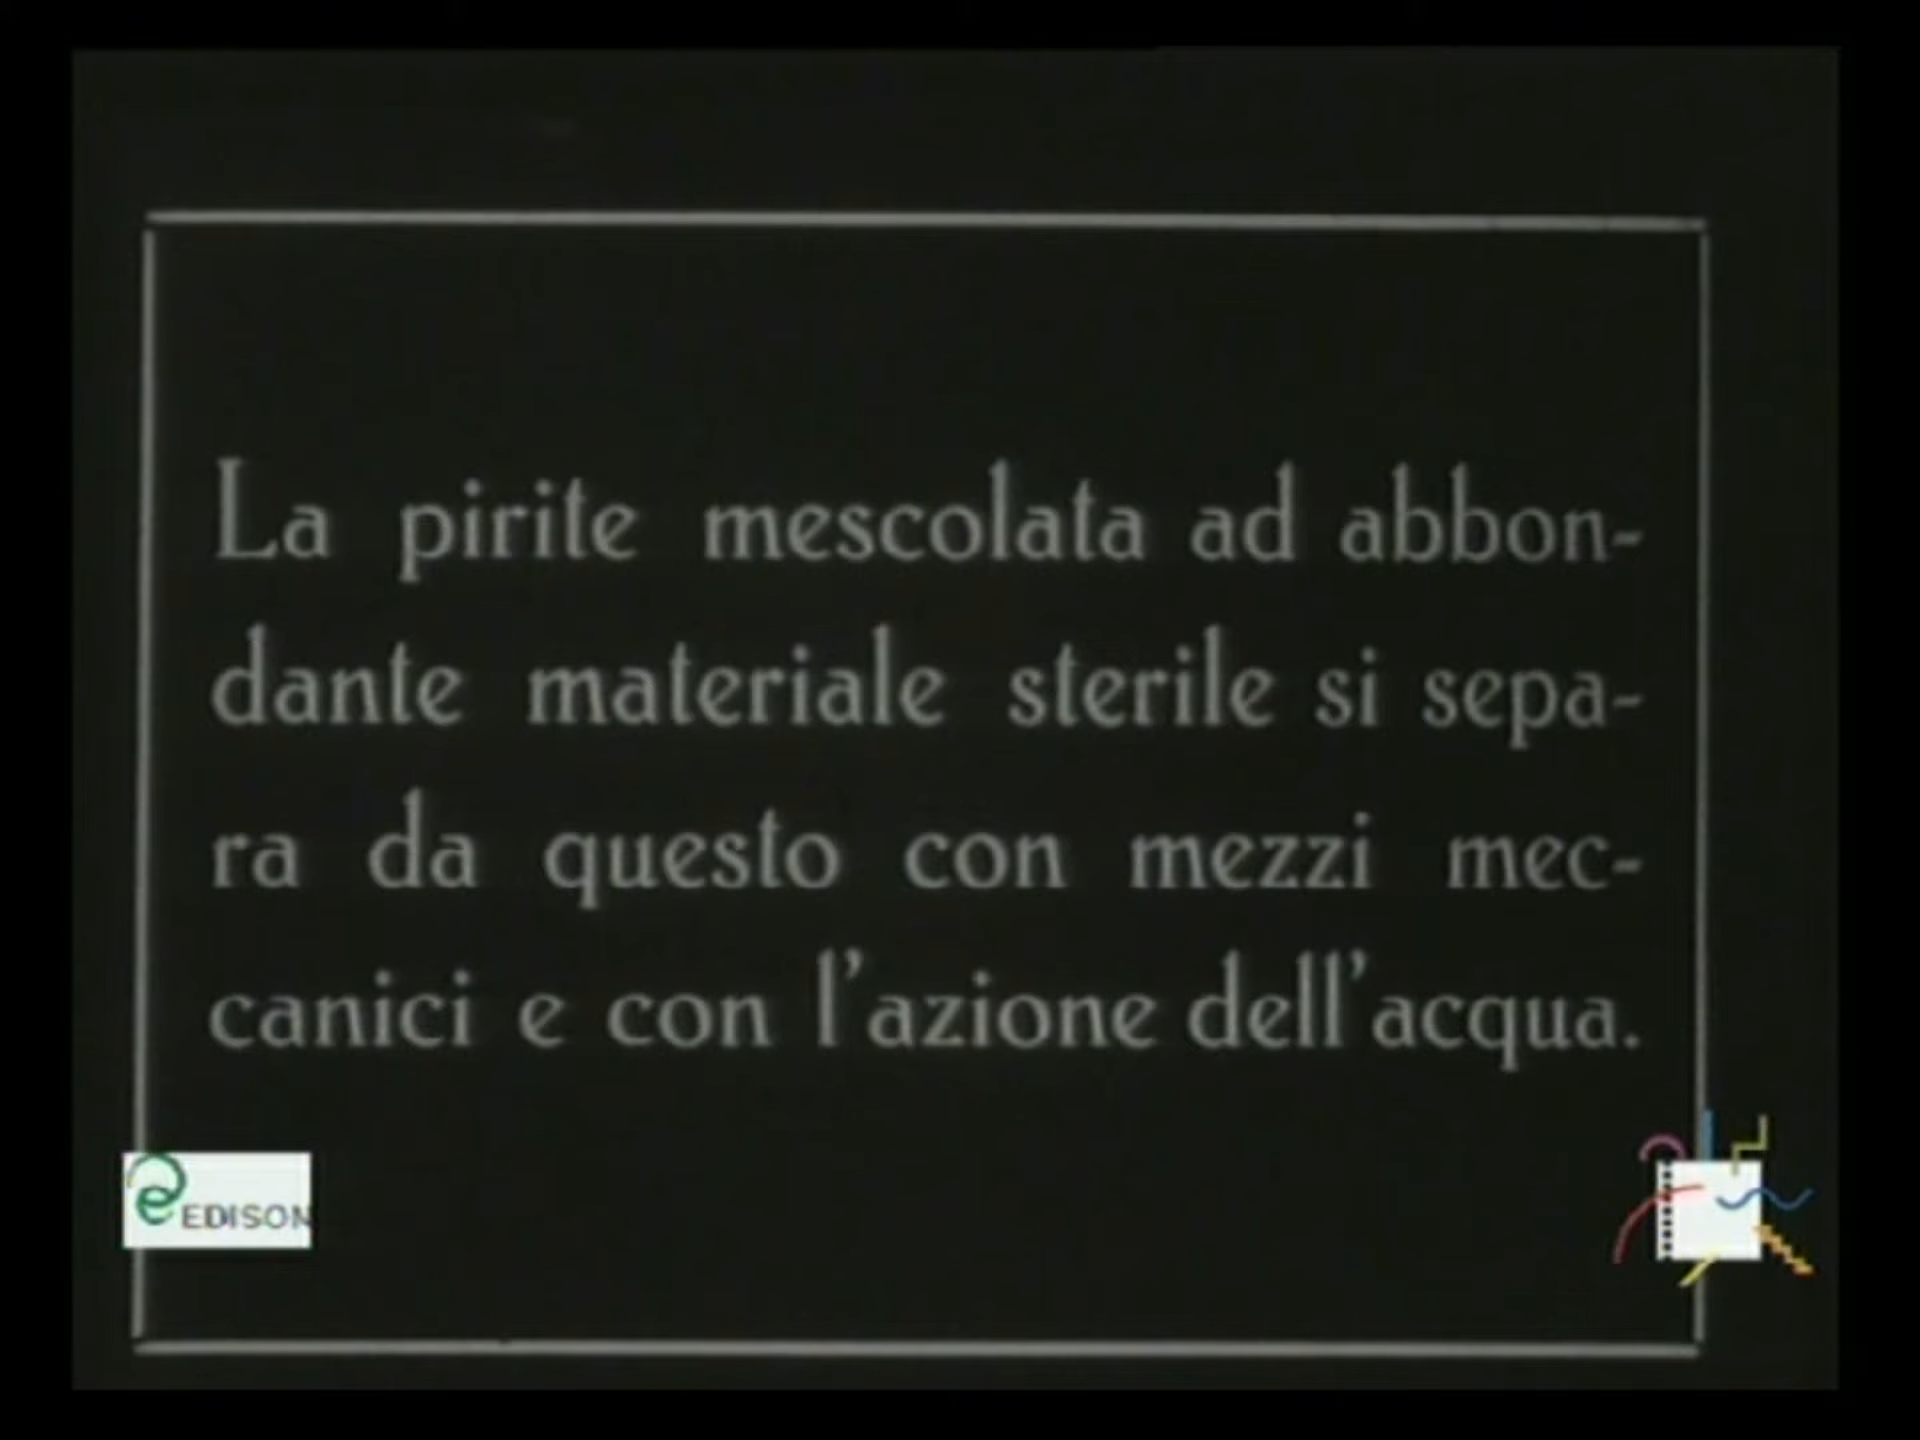 La pirite mescolata ad abbon-
dante materiale sterile si sepa-
ra da questo con mezzi mec-
canici e con l'azione dell'acqua.
EDISON